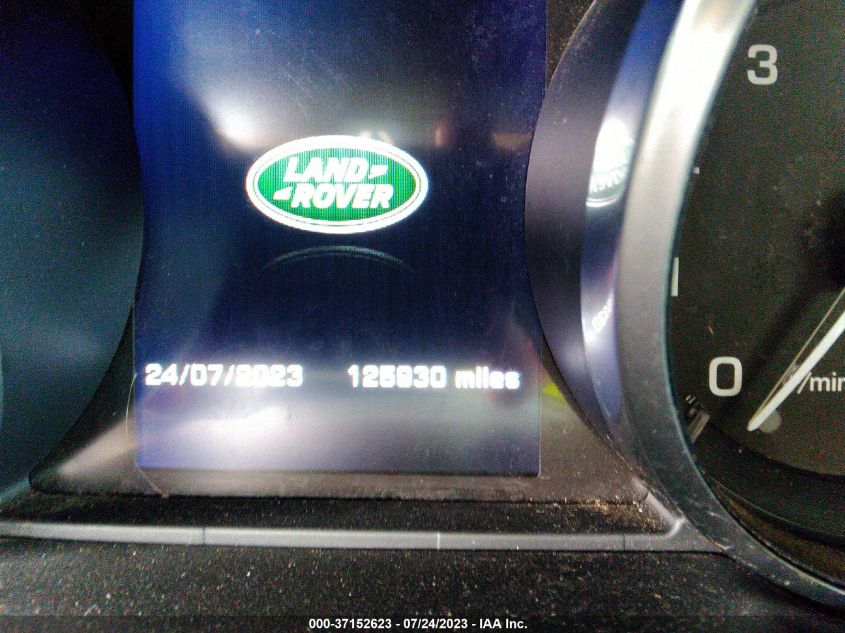 3
LAND
ROVER
24/07/2023 125930 miles
0
/min
000-37152623 - 07/24/2023 - IAA Inc.